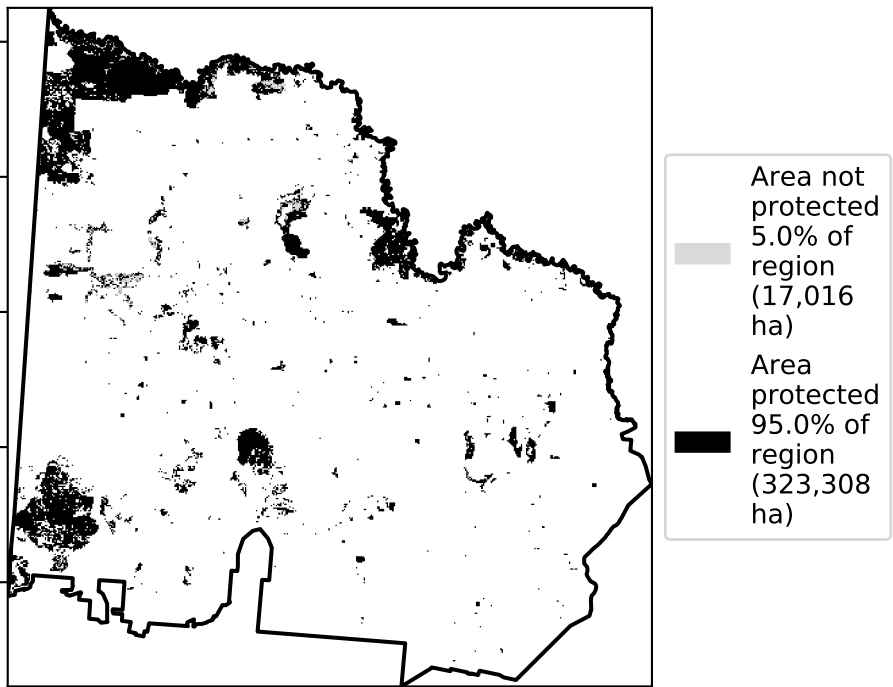 Area not
protected
5.0% of
region
(17,016
ha)
Area
protected
95.0% of
region
(323,308
ha)